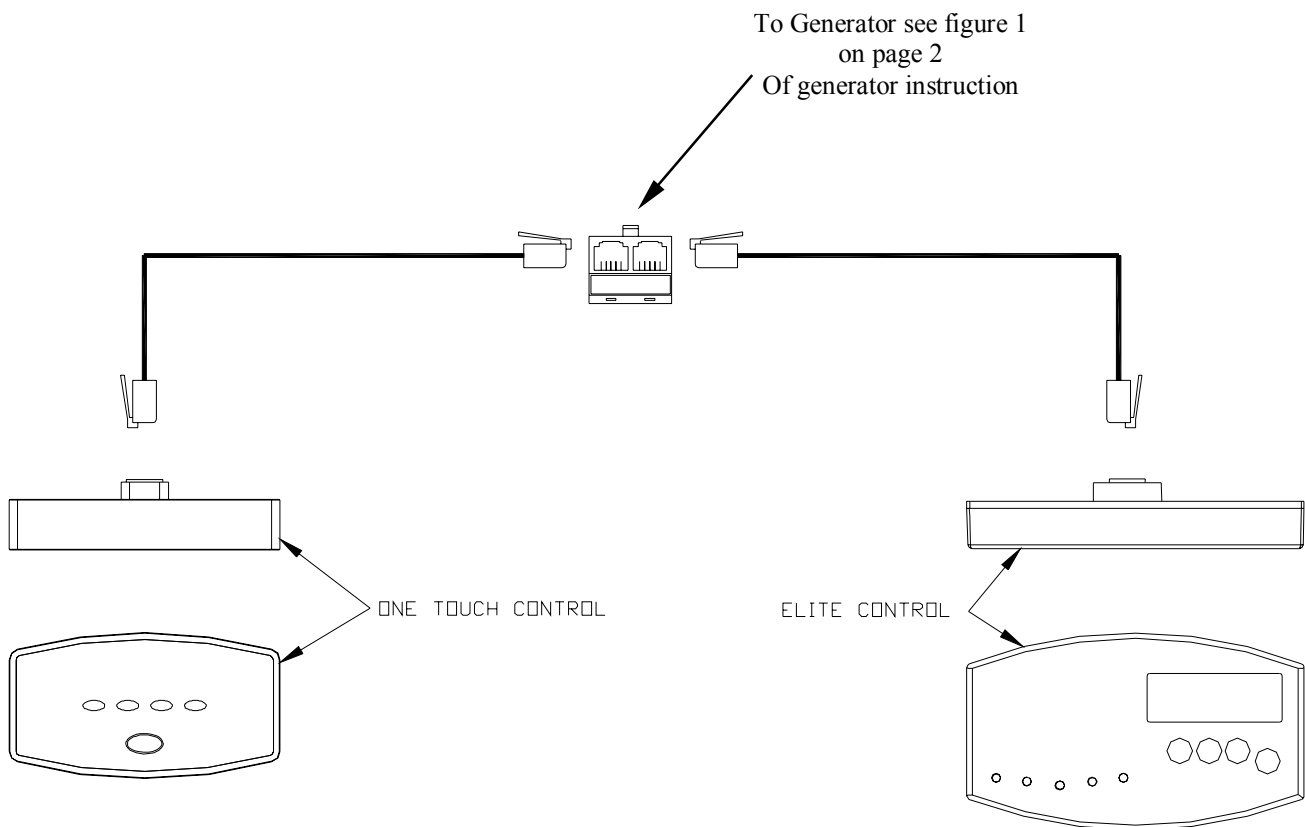 To Generator see figure 1
on page 2
Of generator instruction
ONE TOUCH CONTROL
ELITE CONTROL